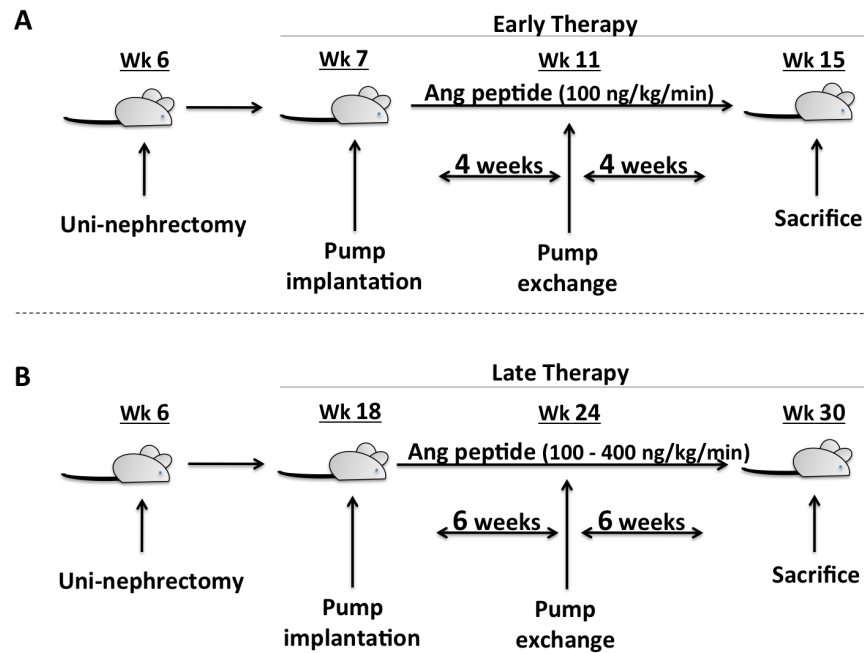 A
Early Therapy
Wk 6
Wk 7
Wk 11
Wk 15
Ang peptide (100 ng/kg/min)
4 weeks
4 weeks
Uni-nephrectomy
Sacrifice
Pump
implantation
Pump
exchange
B
Late Therapy
Wk 6
Wk 18
Wk 24
Wk 30
Ang peptide (100 - 400 ng/kg/min)
6 weeks
6 weeks
Uni-nephrectomy
Sacrifice
Pump
implantation
Pump
exchange